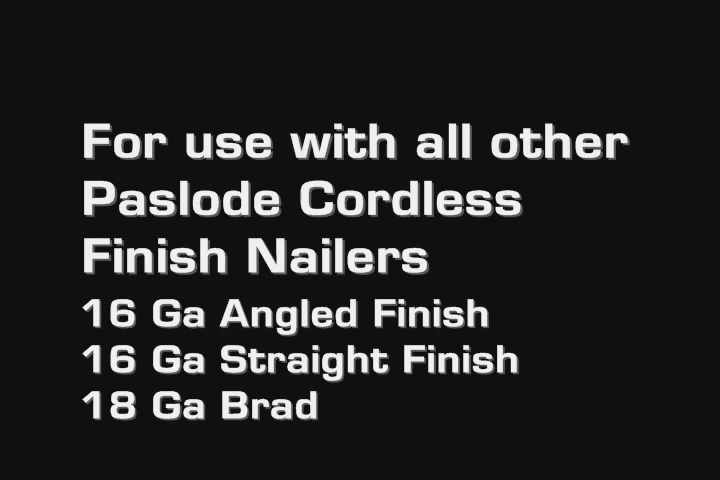 For use with all other
Paslode Cordless
Finish Nailers
16 Ga Angled Finish
16 Ga Straight Finish
18 Ga Brad